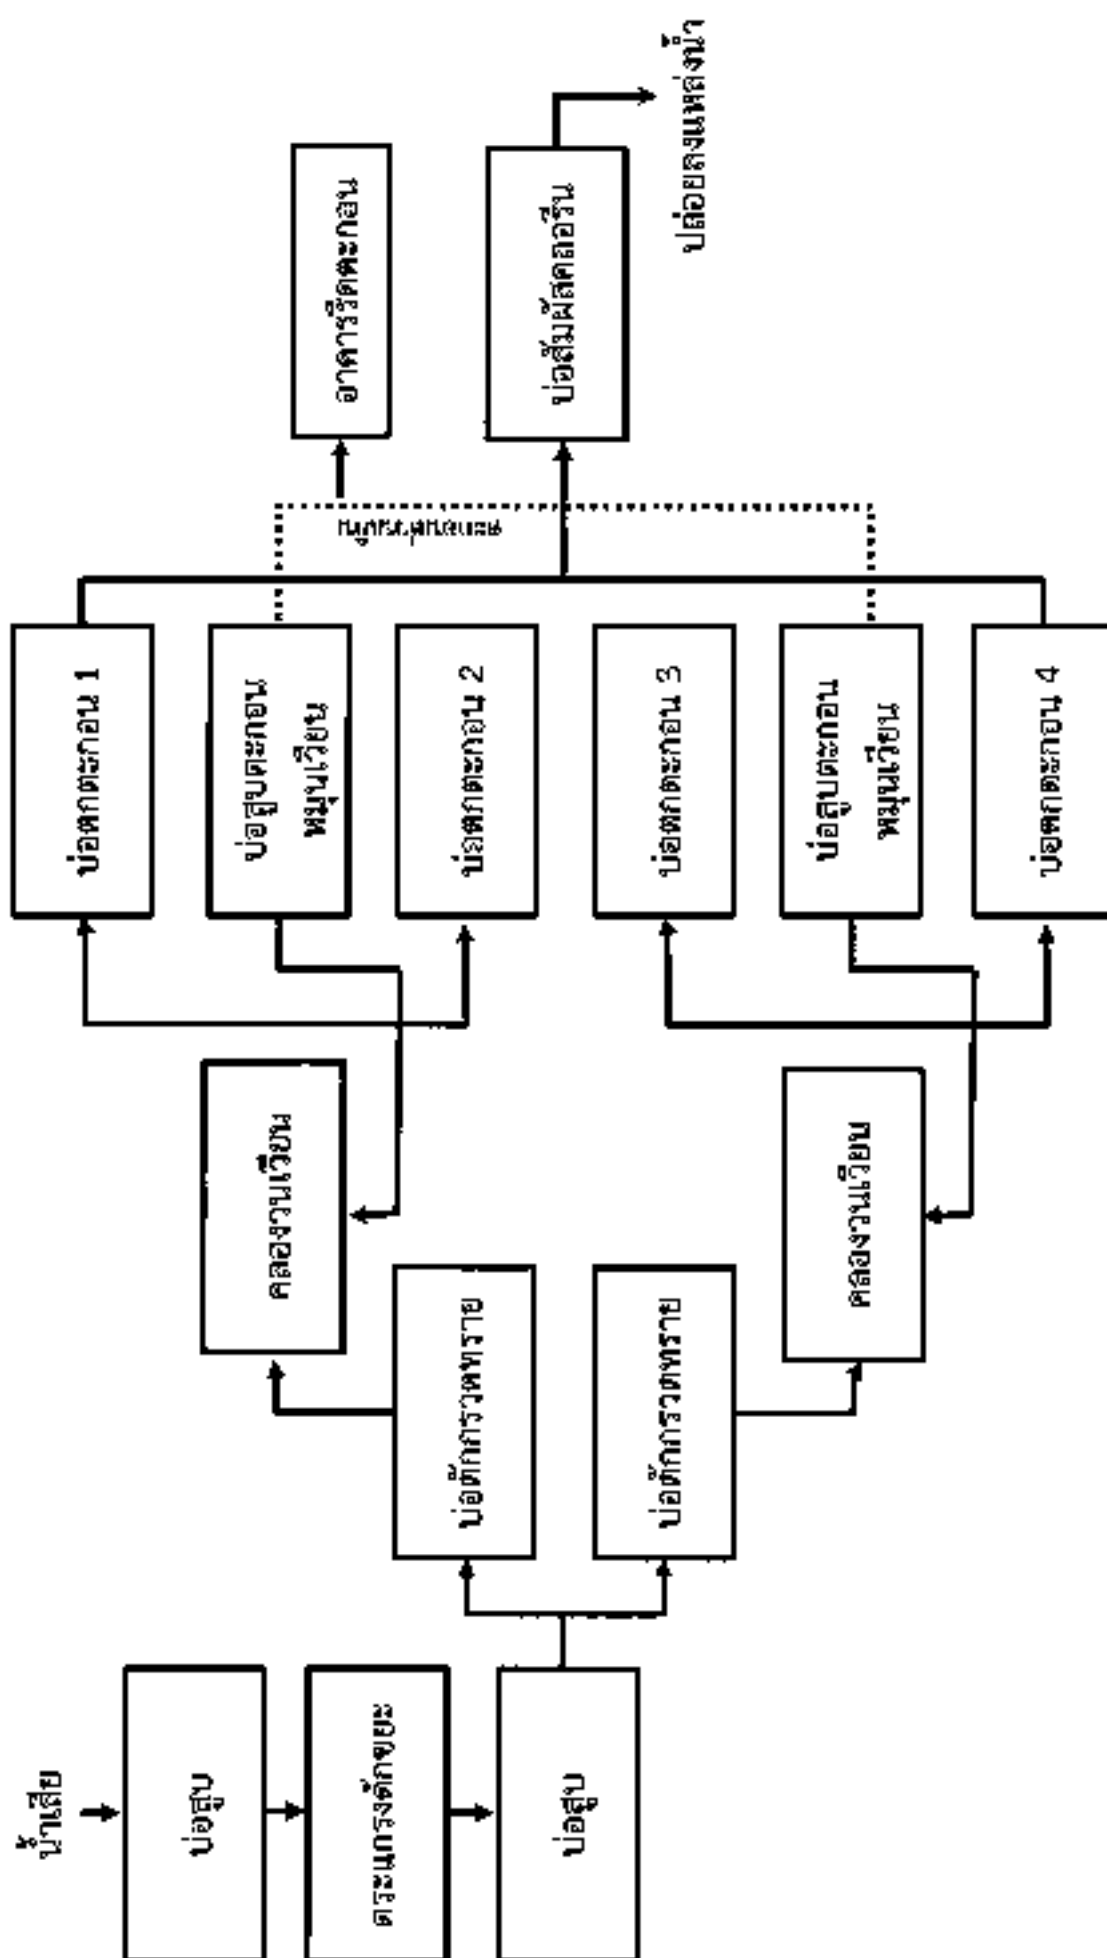 น้ำเสีย
บ่อสูบ
ตระแกรงดักขยะ
บ่อสูบ
บ่อดักกรวดทราย
บ่อดักกรวดทราย
คลองวนเวียน
คลองวนเวียน
บ่อตกตะกอน 1
บ่อสูบตะกอน
หมุนเวียน
บ่อตกตะกอน 2
บ่อตกตะกอน 3
บ่อสูบตะกอน
หมุนเวียน
บ่อตกตะกอน 4
อาคารรีดตะกอน
บ่อสัมผัสคลอรีน
ปล่อยลงแหล่งน้ำ